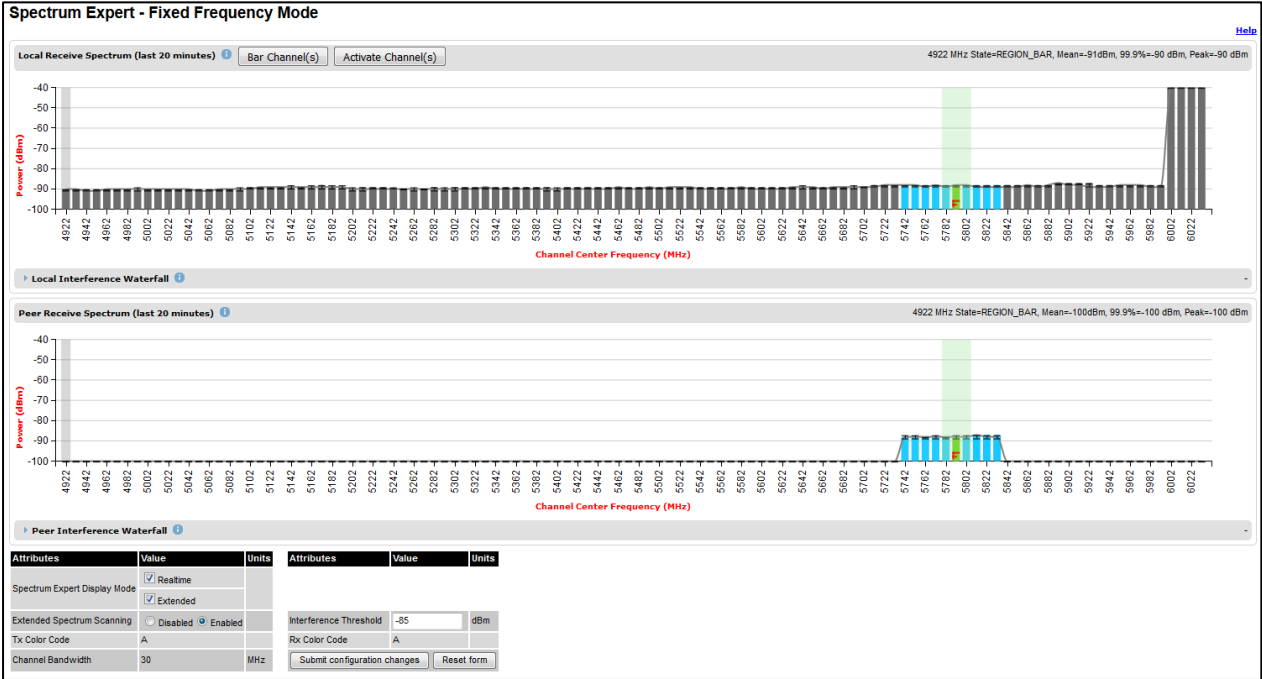 Spectrum Expert - Fixed Frequency Mode
Help
Local Receive Spectrum (last 20 minutes) i Bar Channel(s) Activate Channel(s) 4922 MHz State=REGION_BAR, Mean=-91dBm, 99.9%=-90 dBm, Peak=-90 dBm
-40
-50
-60
-70
-80
-90
-100
Power (dBm)
F
4922 4942 4962 4982 5002 5022 5042 5062 5082 5102 5122 5142 5162 5182 5202 5222 5242 5262 5282 5302 5322 5342 5362 5382 5402 5422 5442 5462 5482 5502 5522 5542 5562 5582 5602 5622 5642 5662 5682 5702 5722 5742 5762 5782 5802 5822 5842 5862 5882 5902 5922 5942 5962 5982 6002 6022
Channel Center Frequency (MHz)
Local Interference Waterfall i -
Peer Receive Spectrum (last 20 minutes) i 4922 MHz State=REGION_BAR, Mean=-100dBm, 99.9%=-100 dBm, Peak=-100 dBm
-40
-50
-60
-70
-80
-90
-100
Power (dBm)
F
4922 4942 4962 4982 5002 5022 5042 5062 5082 5102 5122 5142 5162 5182 5202 5222 5242 5262 5282 5302 5322 5342 5362 5382 5402 5422 5442 5462 5482 5502 5522 5542 5562 5582 5602 5622 5642 5662 5682 5702 5722 5742 5762 5782 5802 5822 5842 5862 5882 5902 5922 5942 5962 5982 6002 6022
Channel Center Frequency (MHz)
Peer Interference Waterfall i -
Attributes Value Units Attributes Value Units
Spectrum Expert Display Mode
Realtime
Extended
Extended Spectrum Scanning Disabled Enabled Interference Threshold -85 dBm
Tx Color Code A Rx Color Code A
Channel Bandwidth 30 MHz Submit configuration changes Reset form